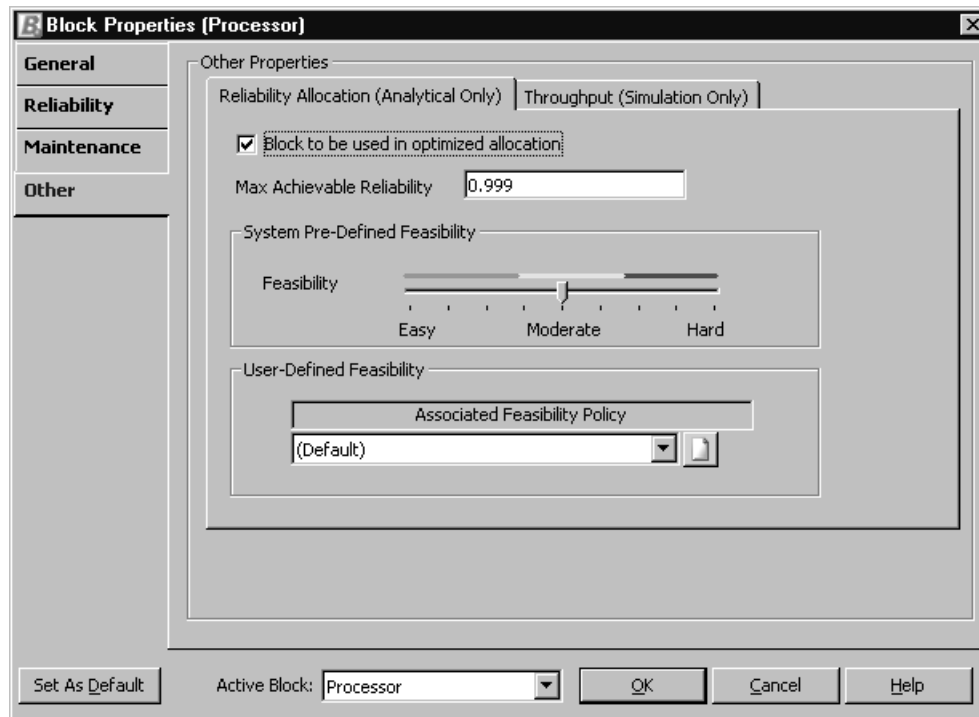 Block Properties (Processor)
General
Reliability
Maintenance
Other
Other Properties
Reliability Allocation (Analytical Only)
Throughput (Simulation Only)
Block to be used in optimized allocation
Max Achievable Reliability 0.999
System Pre-Defined Feasibility
Feasibility
Easy Moderate Hard
User-Defined Feasibility
Associated Feasibility Policy
(Default)
Set As Default
Active Block: Processor
OK
Cancel
Help